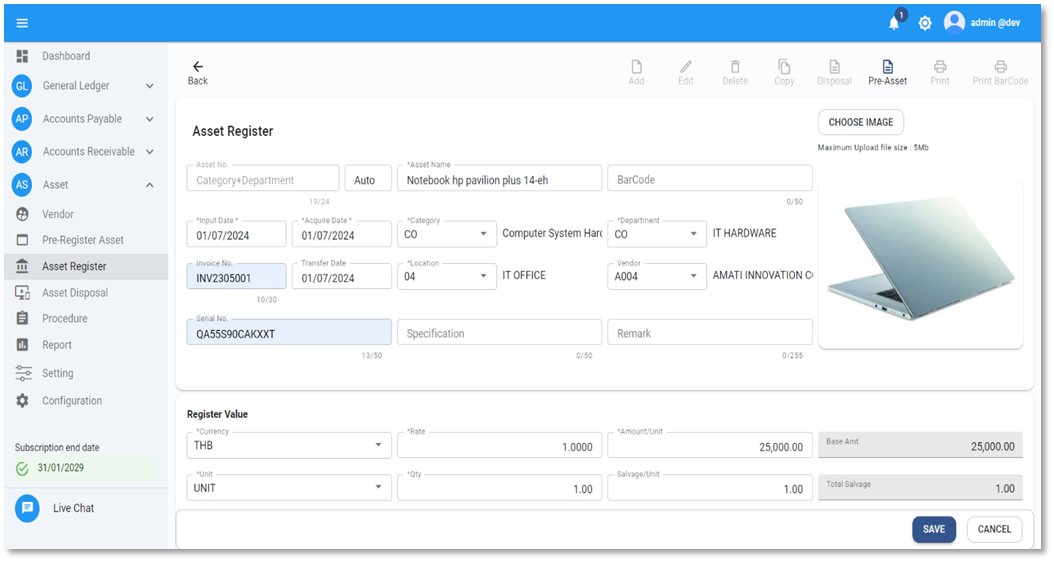 1
admin @dev
Dashboard
GL General Ledger
AP Accounts Payable
AR Accounts Receivable
AS Asset
Vendor
Pre-Register Asset
Asset Register
Asset Disposal
Procedure
Report
Setting
Configuration
Subscription end date
31/01/2029
Live Chat
Back
Add Edit Delete Copy Disposal Pre-Asset Print Print BarCode
Asset Register
CHOOSE IMAGE
Maximum Upload file size : 5Mb
Asset No. *Asset Name
Category+Department Auto Notebook hp pavilion plus 14-eh BarCode
19/24 0/50
*Input Date * *Acquire Date * *Category *Department
01/07/2024 01/07/2024 CO Computer System Hard CO IT HARDWARE
Invoice No. Transfer Date *Location Vendor
INV2305001 01/07/2024 04 IT OFFICE A004 AMATI INNOVATION CO
10/30
Serial No.
QA55S90CAKXXT Specification Remark
13/50 0/50 0/255
Register Value
*Currency *Rate *Amount/Unit Base Amt.
THB 1.0000 25,000.00 25,000.00
*Unit *Qty Salvage/Unit Total Salvage
UNIT 1.00 1.00 1.00
SAVE CANCEL